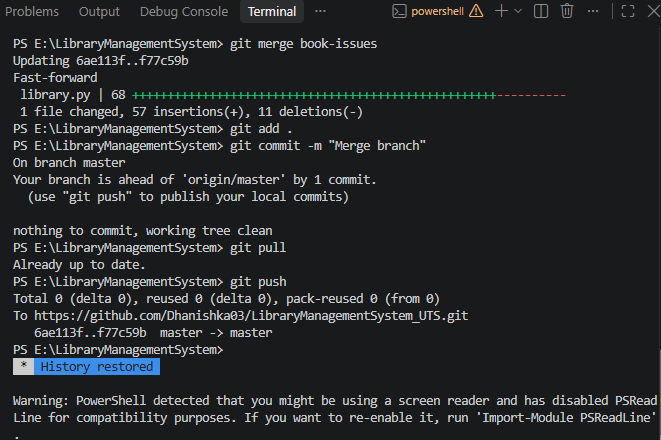 Problems Output Debug Console Terminal ... powershell
PS E:\LibraryManagementSystem> git merge book-issues
Updating 6ae113f..f77c59b
Fast-forward
 library.py | 68 +++++++++++++++++++++++++++++++++++++++++++++++++++++++++-----------
 1 file changed, 57 insertions(+), 11 deletions(-)
PS E:\LibraryManagementSystem> git add .
PS E:\LibraryManagementSystem> git commit -m "Merge branch"
On branch master
Your branch is ahead of 'origin/master' by 1 commit.
  (use "git push" to publish your local commits)
nothing to commit, working tree clean
PS E:\LibraryManagementSystem> git pull
Already up to date.
PS E:\LibraryManagementSystem> git push
Total 0 (delta 0), reused 0 (delta 0), pack-reused 0 (from 0)
To https://github.com/Dhanishka03/LibraryManagementSystem_UTS.git
   6ae113f..f77c59b  master -> master
PS E:\LibraryManagementSystem>
 * History restored
Warning: PowerShell detected that you might be using a screen reader and has disabled PSRead
Line for compatibility purposes. If you want to re-enable it, run 'Import-Module PSReadLine'
.